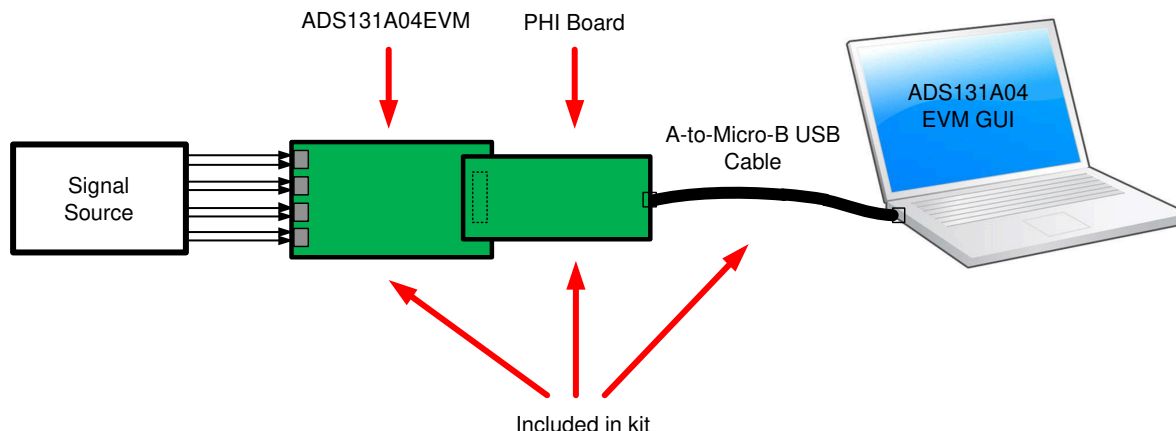 ADS131A04EVM
PHI Board
ADS131A04
EVM GUI
A-to-Micro-B USB
Cable
Signal
Source
Included in kit